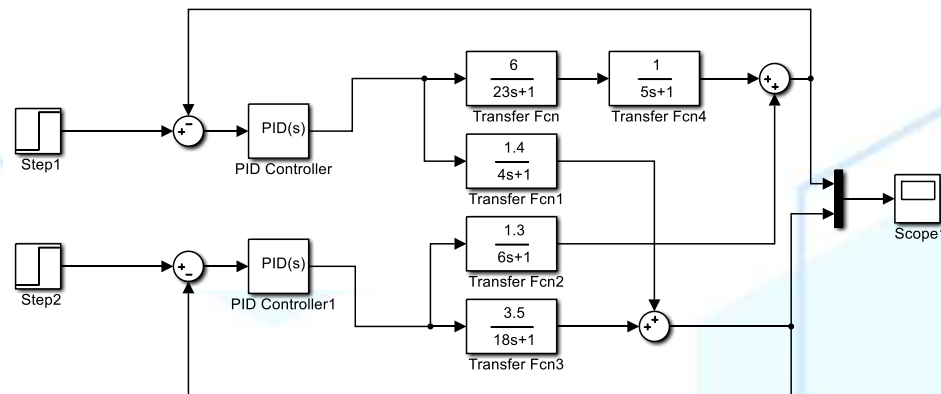 Step1
PID(s)
PID Controller
6
23s+1
Transfer Fcn
1
5s+1
Transfer Fcn4
1.4
4s+1
Transfer Fcn1
Scope1
Step2
PID(s)
PID Controller1
1.3
6s+1
Transfer Fcn2
3.5
18s+1
Transfer Fcn3